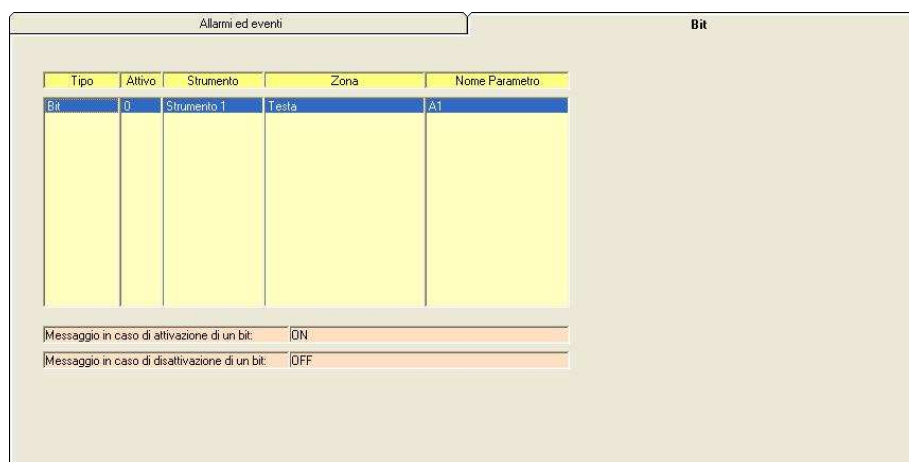 Allarmi ed eventi Bit
Tipo Attivo Strumento Zona Nome Parametro
Bit 0 Strumento 1 Testa A1
Messaggio in caso di attivazione di un bit: ON
Messaggio in caso di disattivazione di un bit: OFF